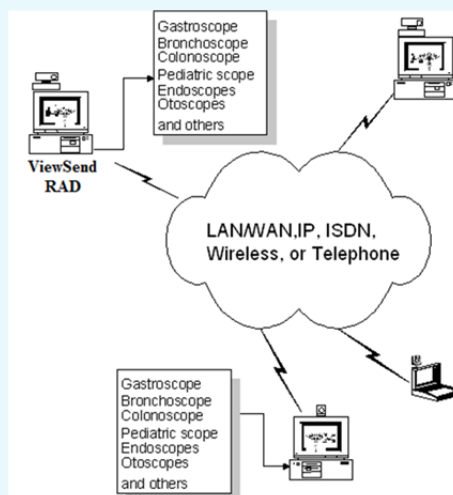 Gastroscope
Bronchoscope
Colonoscope
Pediatric scope
Endoscopes
Otoscopes
and others
ViewSend
RAD
LAN/WAN,IP, ISDN,
Wireless, or Telephone
Gastroscope
Bronchoscope
Colonoscope
Pediatric scope
Endoscopes
Otoscopes
and others